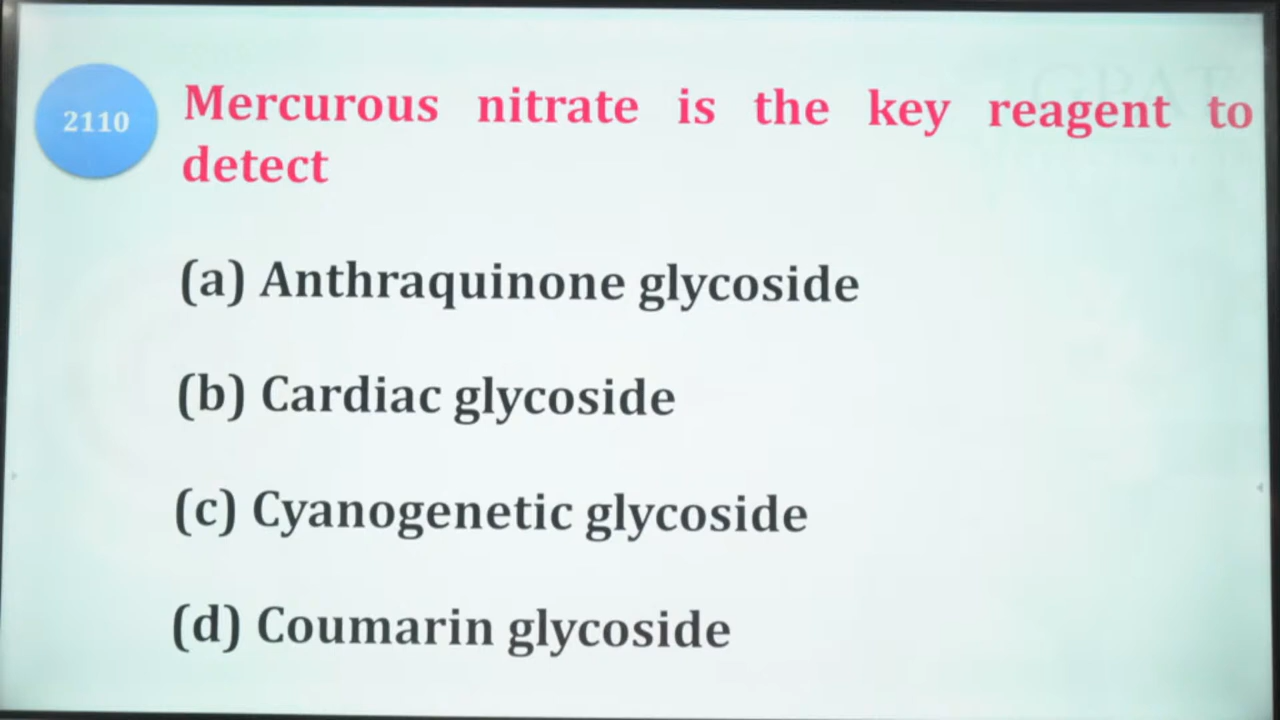 2110
Mercurous nitrate is the key reagent to
detect
(a) Anthraquinone glycoside
(b) Cardiac glycoside
(c) Cyanogenetic glycoside
(d) Coumarin glycoside